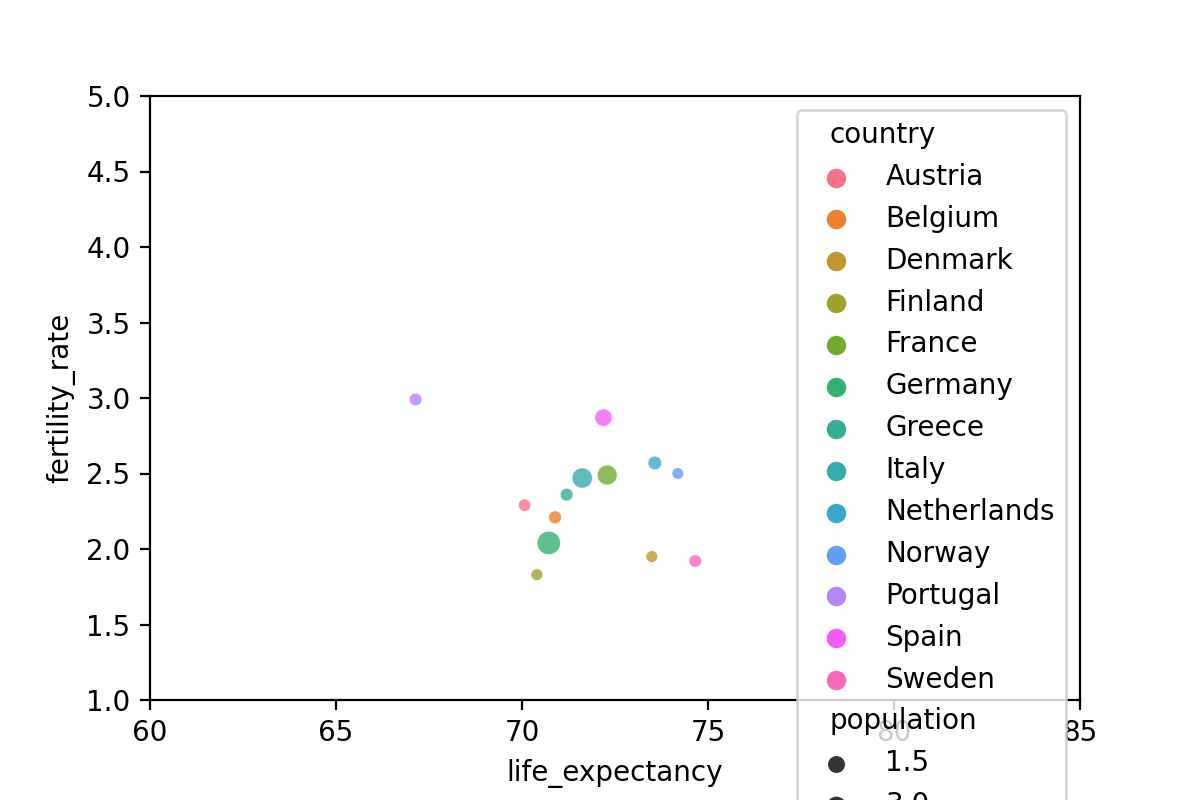 5.0
4.5
4.0
3.5
3.0
2.5
2.0
1.5
1.0
fertility_rate
60
65
70
75
80
85
life_expectancy
country
Austria
Belgium
Denmark
Finland
France
Germany
Greece
Italy
Netherlands
Norway
Portugal
Spain
Sweden
population
1.5
3.0